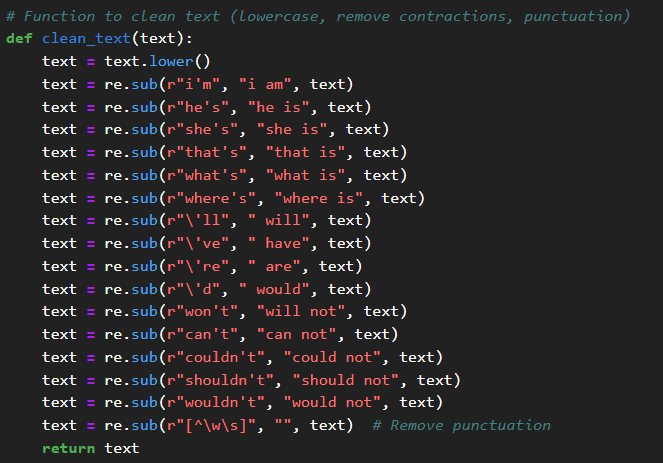 # Function to clean text (lowercase, remove contractions, punctuation)
def clean_text(text):
    text = text.lower()
    text = re.sub(r"i'm", "i am", text)
    text = re.sub(r"he's", "he is", text)
    text = re.sub(r"she's", "she is", text)
    text = re.sub(r"that's", "that is", text)
    text = re.sub(r"what's", "what is", text)
    text = re.sub(r"where's", "where is", text)
    text = re.sub(r"\'ll", " will", text)
    text = re.sub(r"\'ve", " have", text)
    text = re.sub(r"\'re", " are", text)
    text = re.sub(r"\'d", " would", text)
    text = re.sub(r"won't", "will not", text)
    text = re.sub(r"can't", "can not", text)
    text = re.sub(r"couldn't", "could not", text)
    text = re.sub(r"shouldn't", "should not", text)
    text = re.sub(r"wouldn't", "would not", text)
    text = re.sub(r"[^\w\s]", "", text)  # Remove punctuation
    return text